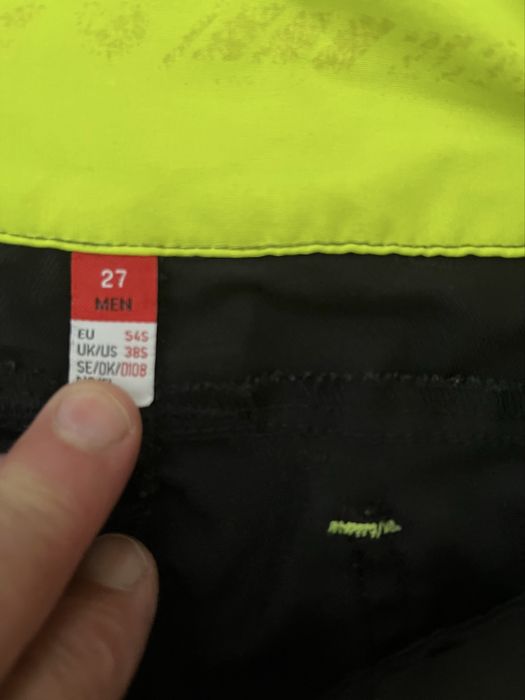 27
MEN
EU 54S
UK/US 38S
SE/DK/D108